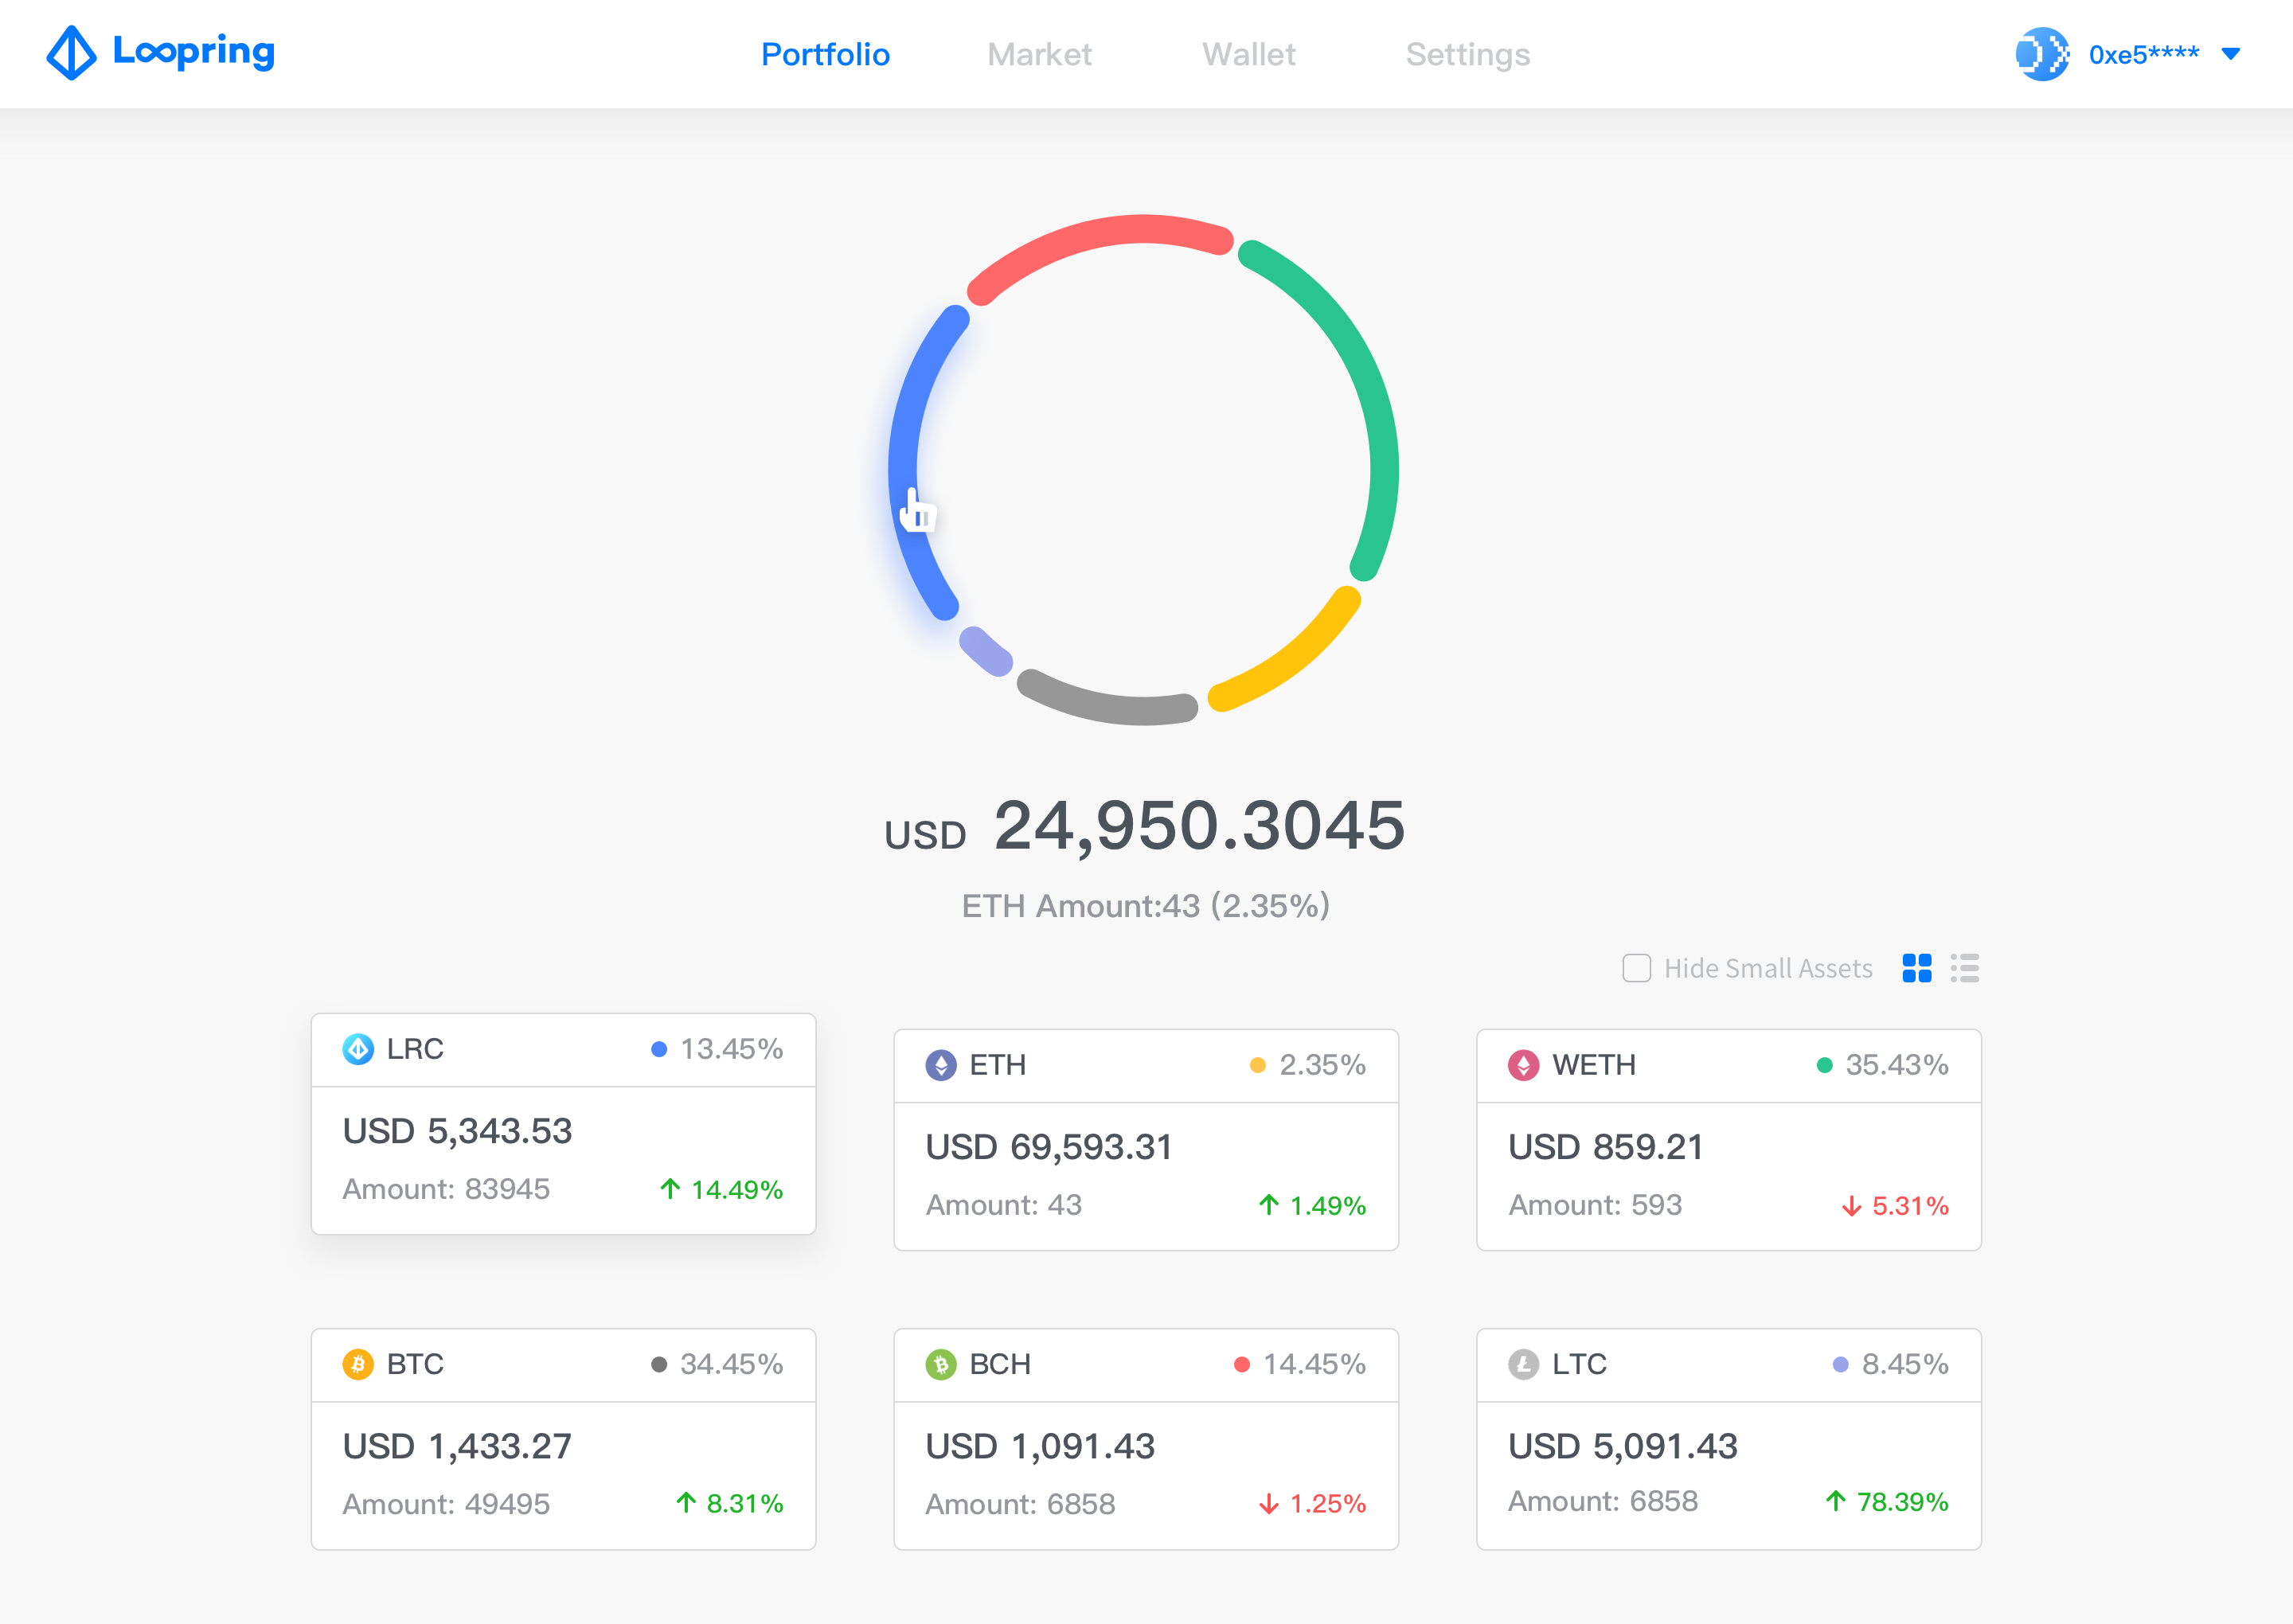 Loopring
Portfolio Market Wallet Settings
0xe5****
USD 24,950.3045
ETH Amount:43 (2.35%)
Hide Small Assets
LRC 13.45%
USD 5,343.53
Amount: 83945 ↑ 14.49%
ETH 2.35%
USD 69,593.31
Amount: 43 ↑ 1.49%
WETH 35.43%
USD 859.21
Amount: 593 ↓ 5.31%
BTC 34.45%
USD 1,433.27
Amount: 49495 ↑ 8.31%
BCH 14.45%
USD 1,091.43
Amount: 6858 ↓ 1.25%
LTC 8.45%
USD 5,091.43
Amount: 6858 ↑ 78.39%